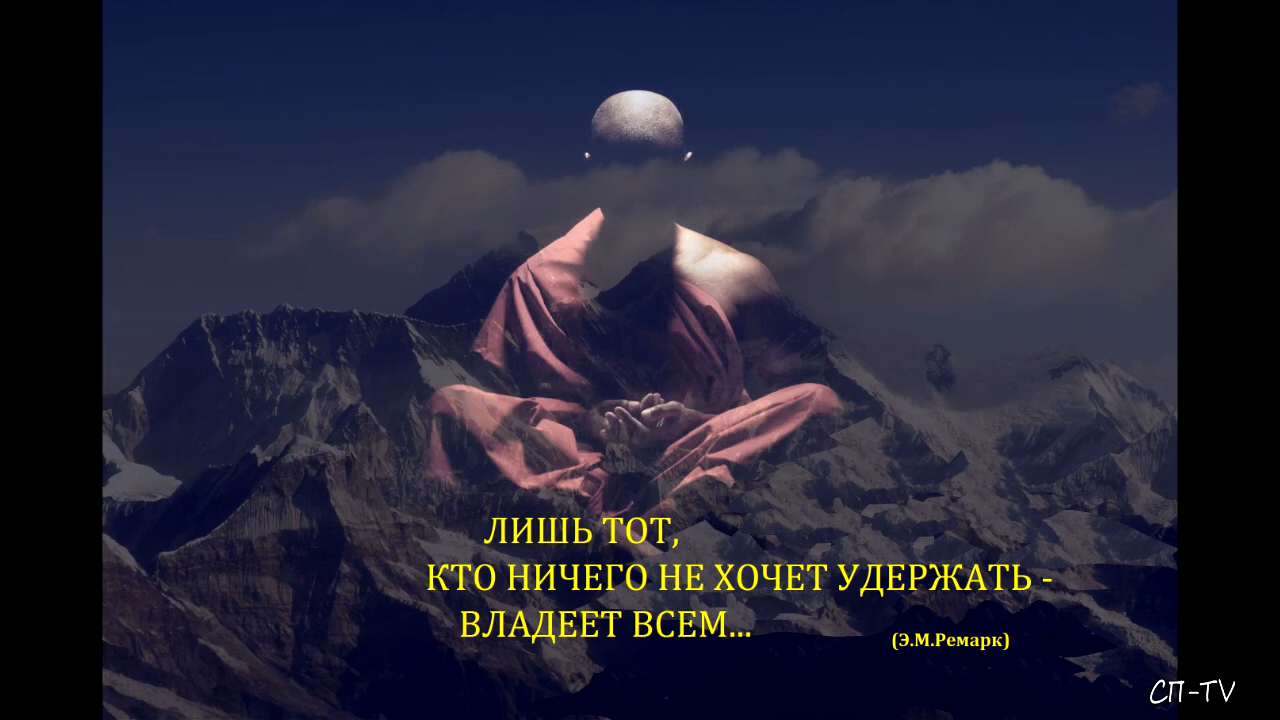 ЛИШЬ ТОТ,
КТО НИЧЕГО НЕ ХОЧЕТ УДЕРЖАТЬ -
ВЛАДЕЕТ ВСЕМ...
(Э.М.Ремарк)
СП-TV